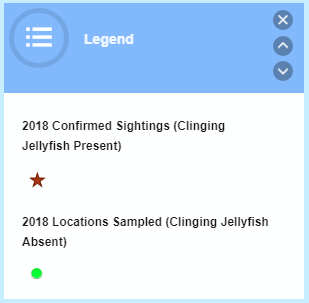 Legend
2018 Confirmed Sightings (Clinging
Jellyfish Present)
2018 Locations Sampled (Clinging Jellyfish
Absent)